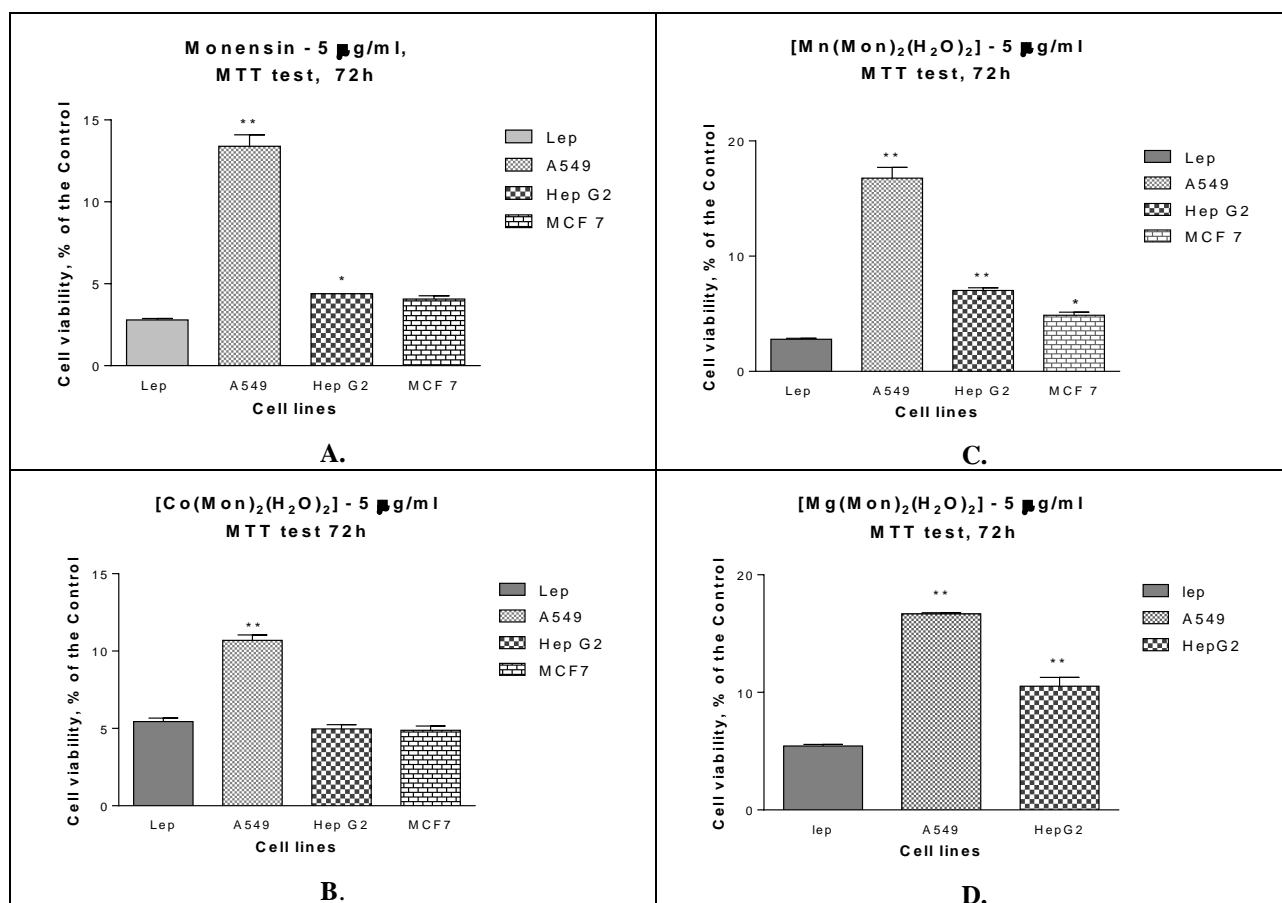 Monensin - 5 µg/ml,
MTT test, 72h
Cell viability, % of the Control
15
10
5
0
**
*
Lep
A549
Hep G2
MCF 7
Cell lines
Lep
A549
Hep G2
MCF 7
A.
[Mn(Mon)₂(H₂O)₂] - 5 µg/ml
MTT test, 72h
Cell viability, % of the Control
20
10
0
**
**
*
Lep
A549
Hep G2
MCF 7
Cell lines
Lep
A549
Hep G2
MCF 7
C.
[Co(Mon)₂(H₂O)₂] - 5 µg/ml
MTT test 72h
Cell viability, % of the Control
15
10
5
0
**
Lep
A549
Hep G2
MCF7
Cell lines
Lep
A549
Hep G2
MCF7
B.
[Mg(Mon)₂(H₂O)₂] - 5 µg/ml
MTT test, 72h
Cell viability, % of the Control
20
10
0
**
**
lep
A549
HepG2
Cell lines
lep
A549
HepG2
D.